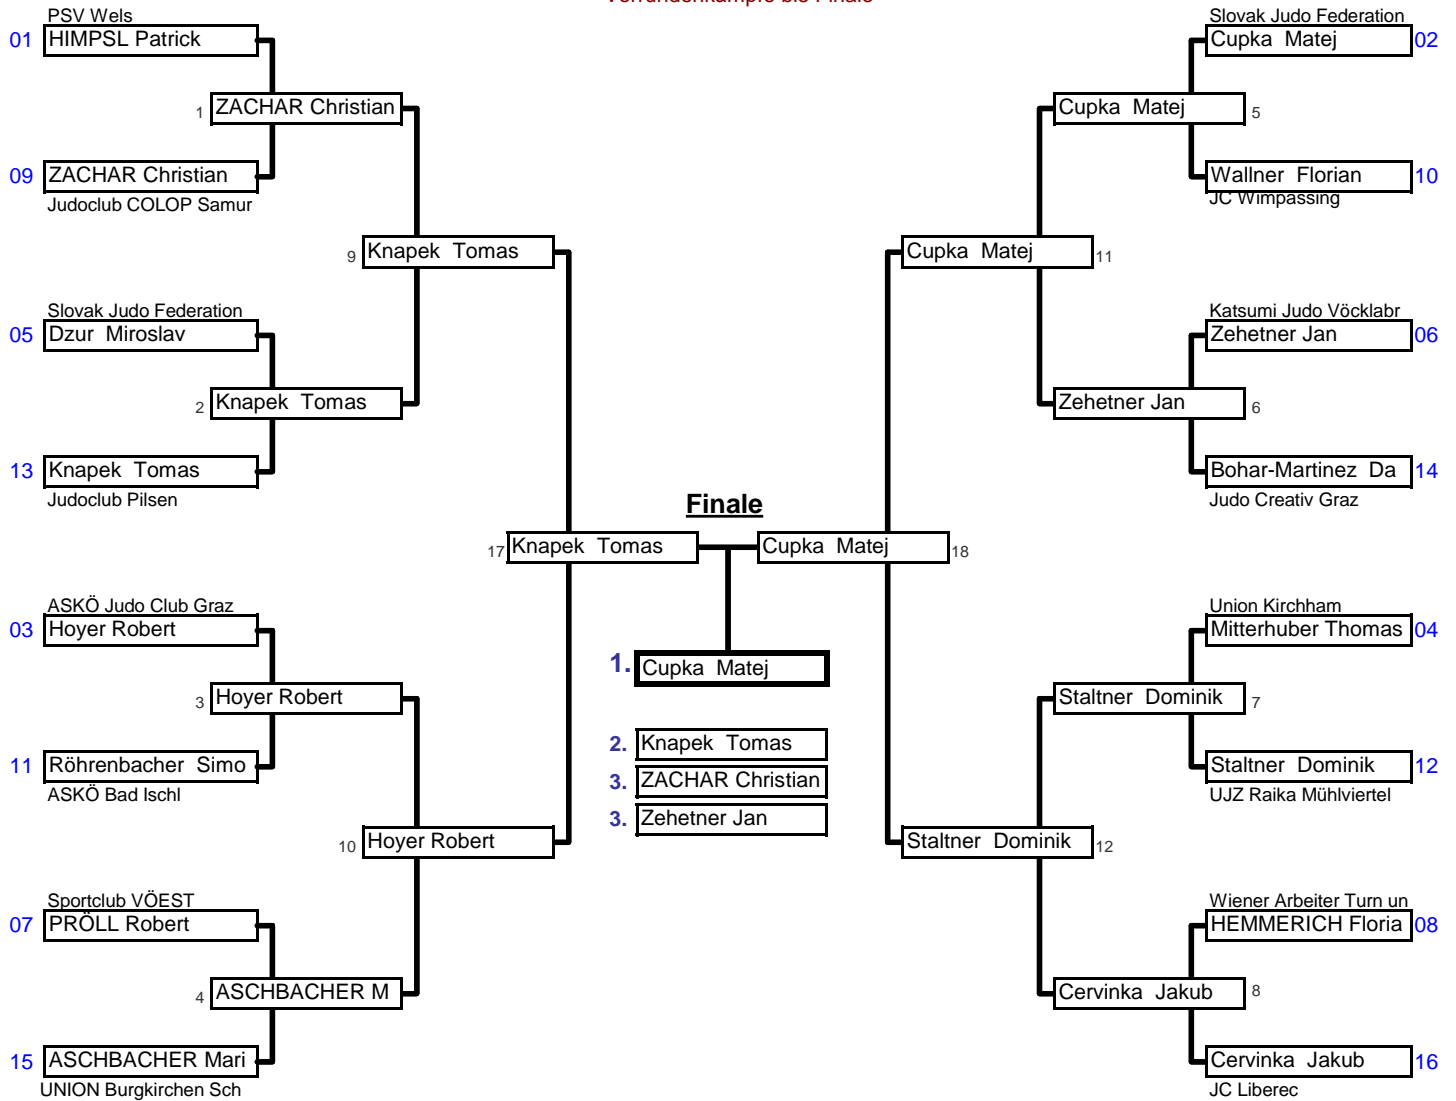 Vorrundenkämpfe bis Finale
PSV Wels
01 HIMPSL Patrick
1 ZACHAR Christian
09 ZACHAR Christian
Judoclub COLOP Samur
9 Knapek Tomas
Slovak Judo Federation
05 Dzur Miroslav
2 Knapek Tomas
13 Knapek Tomas
Judoclub Pilsen
17 Knapek Tomas
ASKÖ Judo Club Graz
03 Hoyer Robert
3 Hoyer Robert
11 Röhrenbacher Simo
ASKÖ Bad Ischl
10 Hoyer Robert
Sportclub VÖEST
07 PRÖLL Robert
4 ASCHBACHER M
15 ASCHBACHER Mari
UNION Burgkirchen Sch
Finale
1. Cupka Matej
2. Knapek Tomas
3. ZACHAR Christian
3. Zehetner Jan
Slovak Judo Federation
Cupka Matej 02
Cupka Matej 5
Wallner Florian 10
JC Wimpassing
Cupka Matej 11
Katsumi Judo Vöcklabr
Zehetner Jan 06
Zehetner Jan 6
Bohar-Martinez Da 14
Judo Creativ Graz
Cupka Matej 18
Union Kirchham
Mitterhuber Thomas 04
Staltner Dominik 7
Staltner Dominik 12
UJZ Raika Mühlviertel
Staltner Dominik 12
Wiener Arbeiter Turn un
HEMMERICH Floria 08
Cervinka Jakub 8
Cervinka Jakub 16
JC Liberec